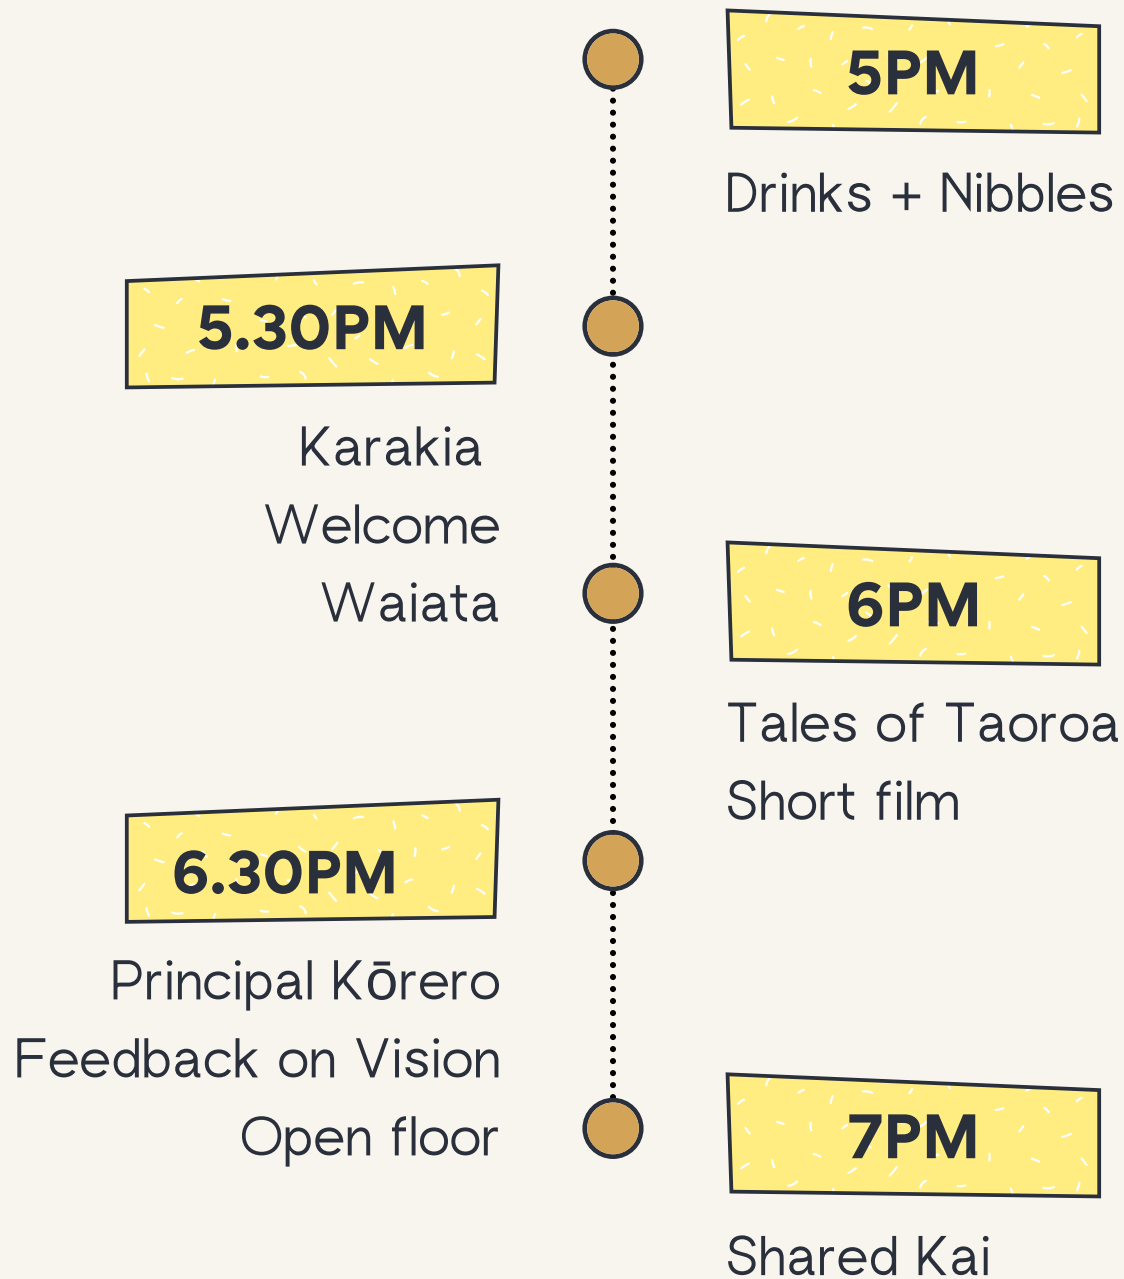 5PM
Drinks + Nibbles
5.30PM
Karakia
Welcome
Waiata
6PM
Tales of Taoroa
Short film
6.30PM
Principal Kōrero
Feedback on Vision
Open floor
7PM
Shared Kai